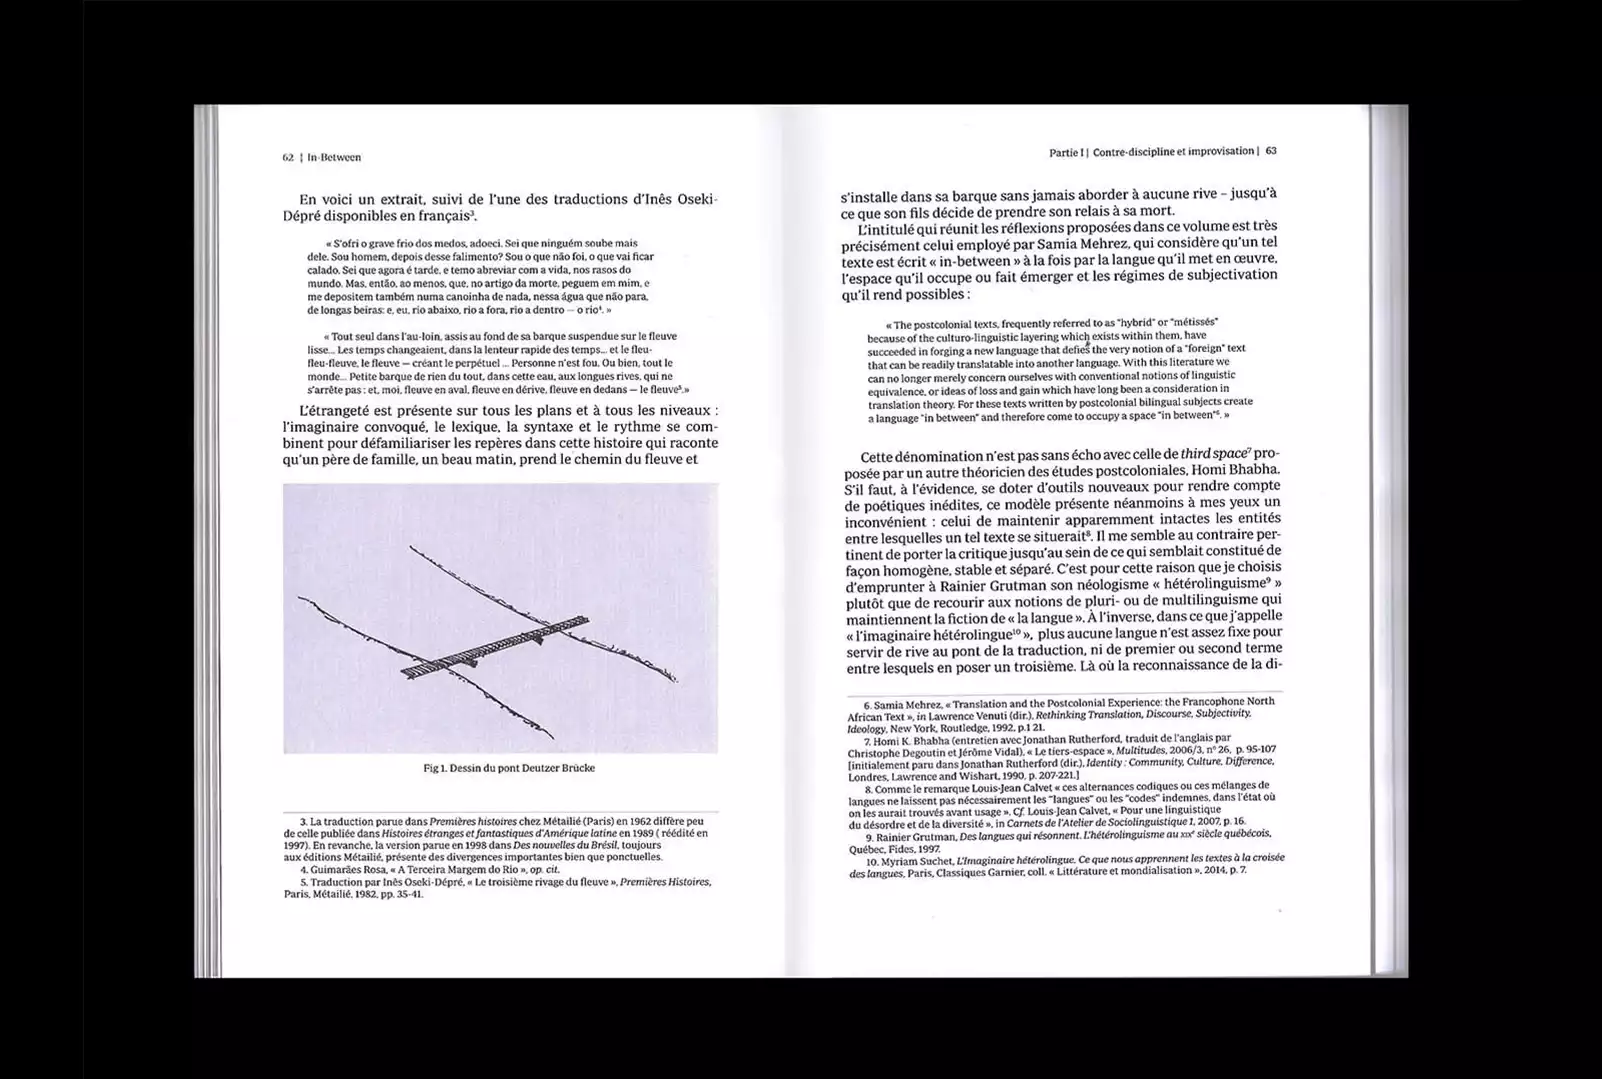 62 | In-Between
En voici un extrait, suivi de l'une des traductions d'Inês Oseki-
Dépré disponibles en français³.
« S'ofri o grave frio dos medos, adoeci. Sei que ninguém soube mais
dele. Sou homem, depois desse falimento? Sou o que não foi, o que vai ficar
calado. Sei que agora é tarde, e temo abreviar com a vida, nos rasos do
mundo. Mas, então, ao menos, que, no artigo da morte, peguem em mim, e
me depositem também numa canoinha de nada, nessa água que não para,
de longas beiras: e, eu, rio abaixo, rio a fora, rio a dentro — o rio⁴. »
« Tout seul dans l'au-loin, assis au fond de sa barque suspendue sur le fleuve
lisse... Les temps changeaient, dans la lenteur rapide des temps... et le fleu-
fleu-fleuve, le fleuve — créant le perpétuel ... Personne n'est fou. Ou bien, tout le
monde... Petite barque de rien du tout, dans cette eau, aux longues rives, qui ne
s'arrête pas : et, moi, fleuve en aval, fleuve en dérive, fleuve en dedans — le fleuve⁵.»
L'étrangeté est présente sur tous les plans et à tous les niveaux :
l'imaginaire convoqué, le lexique, la syntaxe et le rythme se com-
binent pour défamiliariser les repères dans cette histoire qui raconte
qu'un père de famille, un beau matin, prend le chemin du fleuve et
Fig 1. Dessin du pont Deutzer Brücke
3. La traduction parue dans Premières histoires chez Métailié (Paris) en 1962 diffère peu
de celle publiée dans Histoires étranges et fantastiques d'Amérique latine en 1989 ( réédité en
1997). En revanche, la version parue en 1998 dans Des nouvelles du Brésil, toujours
aux éditions Métailié, présente des divergences importantes bien que ponctuelles.
4. Guimarães Rosa, « A Terceira Margem do Rio », op. cit.
5. Traduction par Inês Oseki-Dépré, « Le troisième rivage du fleuve », Premières Histoires,
Paris, Métailié, 1982, pp. 35-41.
Partie I | Contre-discipline et improvisation | 63
s'installe dans sa barque sans jamais aborder à aucune rive – jusqu'à
ce que son fils décide de prendre son relais à sa mort.
L'intitulé qui réunit les réflexions proposées dans ce volume est très
précisément celui employé par Samia Mehrez, qui considère qu'un tel
texte est écrit « in-between » à la fois par la langue qu'il met en œuvre,
l'espace qu'il occupe ou fait émerger et les régimes de subjectivation
qu'il rend possibles :
« The postcolonial texts, frequently referred to as "hybrid" or "métissés"
because of the culturo-linguistic layering which exists within them, have
succeeded in forging a new language that defies the very notion of a "foreign" text
that can be readily translatable into another language. With this literature we
can no longer merely concern ourselves with conventional notions of linguistic
equivalence, or ideas of loss and gain which have long been a consideration in
translation theory. For these texts written by postcolonial bilingual subjects create
a language "in between" and therefore come to occupy a space "in between"⁶. »
Cette dénomination n'est pas sans écho avec celle de third space⁷ pro-
posée par un autre théoricien des études postcoloniales, Homi Bhabha.
S'il faut, à l'évidence, se doter d'outils nouveaux pour rendre compte
de poétiques inédites, ce modèle présente néanmoins à mes yeux un
inconvénient : celui de maintenir apparemment intactes les entités
entre lesquelles un tel texte se situerait⁸. Il me semble au contraire per-
tinent de porter la critique jusqu'au sein de ce qui semblait constitué de
façon homogène, stable et séparé. C'est pour cette raison que je choisis
d'emprunter à Rainier Grutman son néologisme « hétérolinguisme⁹ »
plutôt que de recourir aux notions de pluri- ou de multilinguisme qui
maintiennent la fiction de « la langue ». À l'inverse, dans ce que j'appelle
« l'imaginaire hétérolingue¹⁰ », plus aucune langue n'est assez fixe pour
servir de rive au pont de la traduction, ni de premier ou second terme
entre lesquels en poser un troisième. Là où la reconnaissance de la di-
6. Samia Mehrez, « Translation and the Postcolonial Experience: the Francophone North
African Text », in Lawrence Venuti (dir.), Rethinking Translation, Discourse, Subjectivity,
Ideology, New York, Routledge, 1992, p.1 21.
7. Homi K. Bhabha (entretien avec Jonathan Rutherford, traduit de l'anglais par
Christophe Degoutin et Jérôme Vidal), « Le tiers-espace », Multitudes, 2006/3, n° 26, p. 95-107
[initialement paru dans Jonathan Rutherford (dir.), Identity : Community, Culture, Difference,
Londres, Lawrence and Wishart, 1990, p. 207-221.]
8. Comme le remarque Louis-Jean Calvet « ces alternances codiques ou ces mélanges de
langues ne laissent pas nécessairement les "langues" ou les "codes" indemnes, dans l'état où
on les aurait trouvés avant usage ». Cf. Louis-Jean Calvet, « Pour une linguistique
du désordre et de la diversité », in Carnets de l'Atelier de Sociolinguistique 1, 2007, p. 16.
9. Rainier Grutman, Des langues qui résonnent. L'hétérolinguisme au XIXe siècle québécois,
Québec, Fides, 1997.
10. Myriam Suchet, L'Imaginaire hétérolingue. Ce que nous apprennent les textes à la croisée
des langues, Paris, Classiques Garnier, coll. « Littérature et mondialisation », 2014, p. 7.